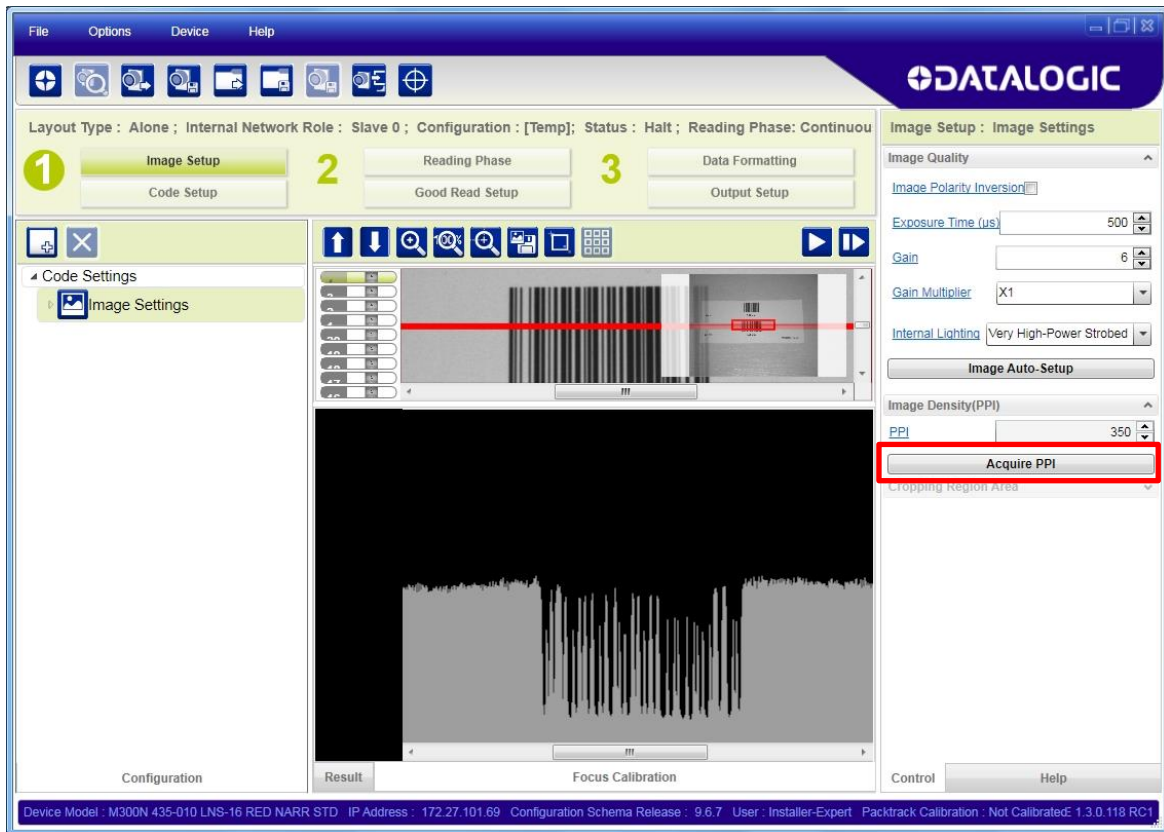 File Options Device Help
DATALOGIC
Layout Type : Alone ; Internal Network Role : Slave 0 ; Configuration : [Temp]; Status : Halt ; Reading Phase: Continuou
1 Image Setup 2 Reading Phase 3 Data Formatting
Code Setup Good Read Setup Output Setup
Code Settings
Image Settings
100%
Image Setup : Image Settings
Image Quality
Image Polarity Inversion
Exposure Time (µs) 500
Gain 6
Gain Multiplier X1
Internal Lighting Very High-Power Strobed
Image Auto-Setup
Image Density(PPI)
PPI 350
Acquire PPI
Cropping Region Area
Configuration
Result Focus Calibration
Control Help
Device Model : M300N 435-010 LNS-16 RED NARR STD IP Address : 172.27.101.69 Configuration Schema Release : 9.6.7 User : Installer-Expert Packtrack Calibration : Not Calibrated 1.3.0.118 RC1